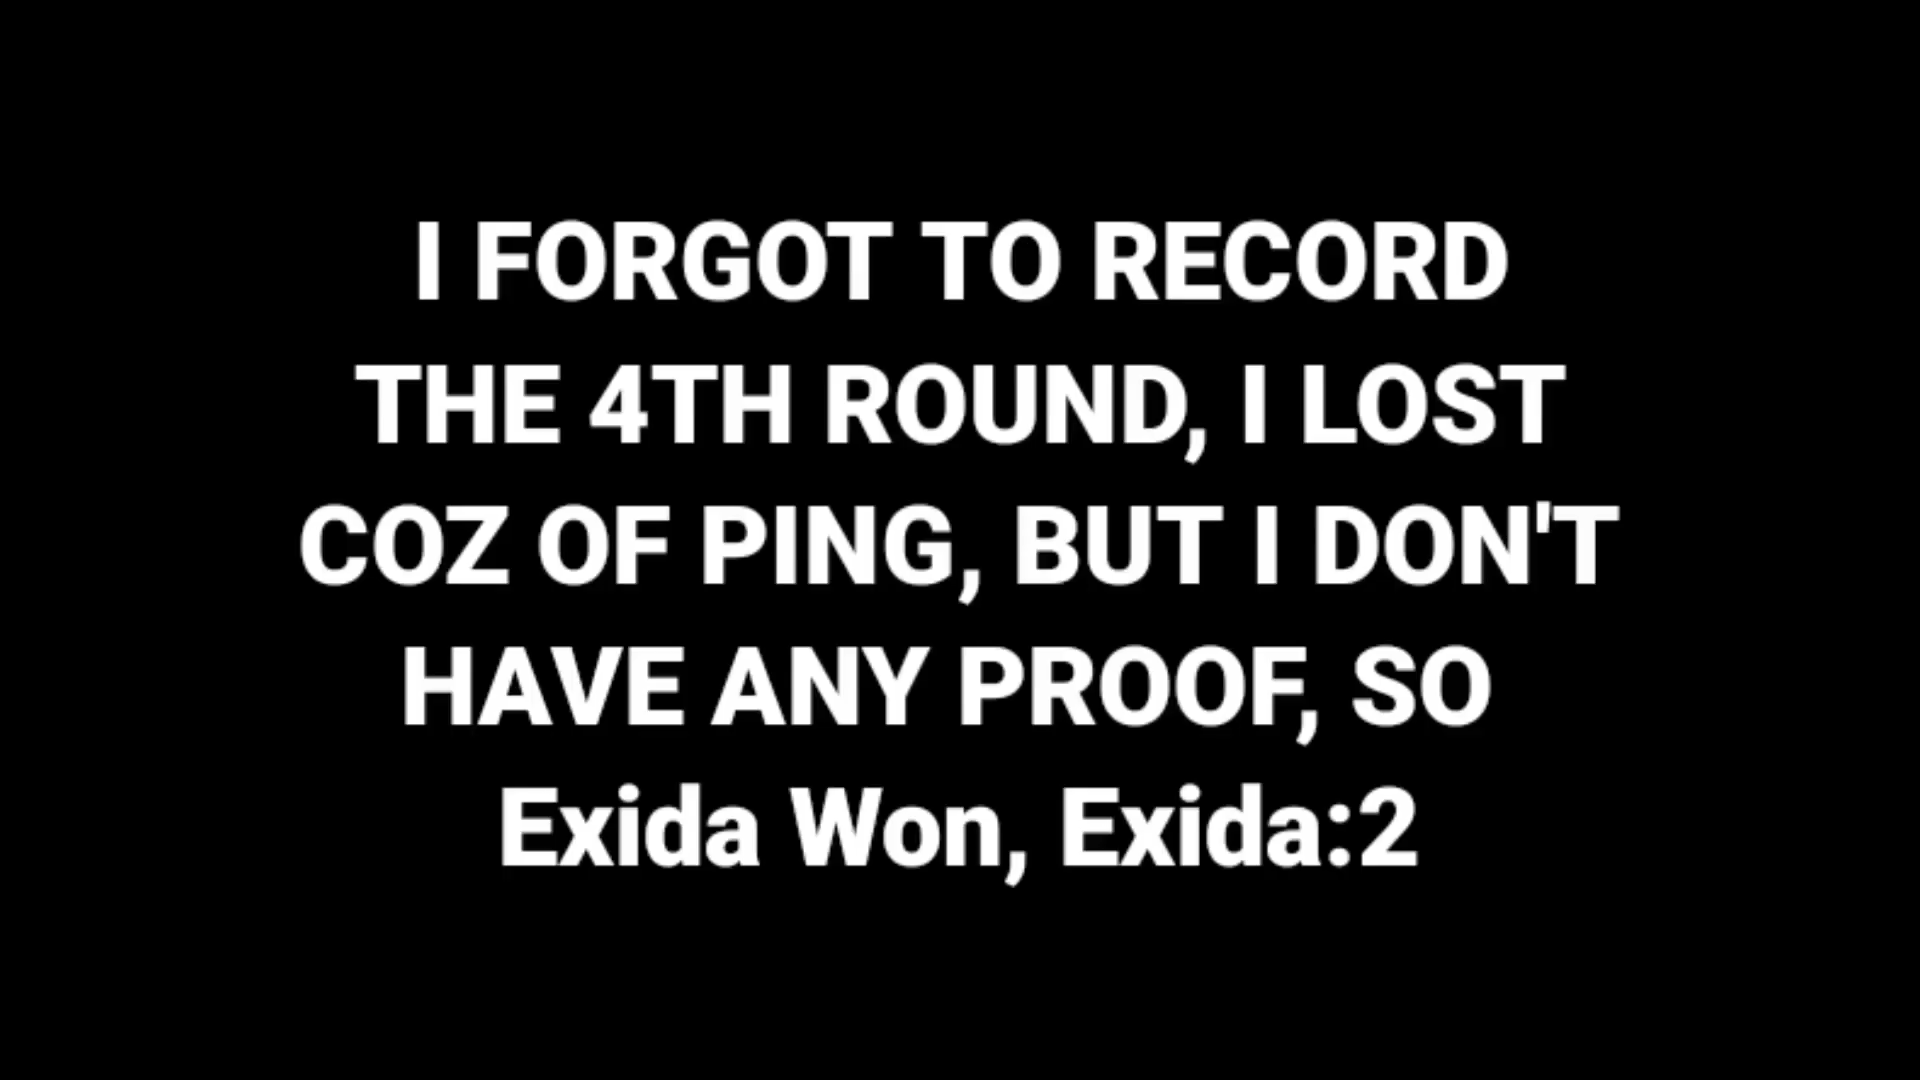 I FORGOT TO RECORD
THE 4TH ROUND, I LOST
COZ OF PING, BUT I DON'T
HAVE ANY PROOF, SO
Exida Won, Exida:2